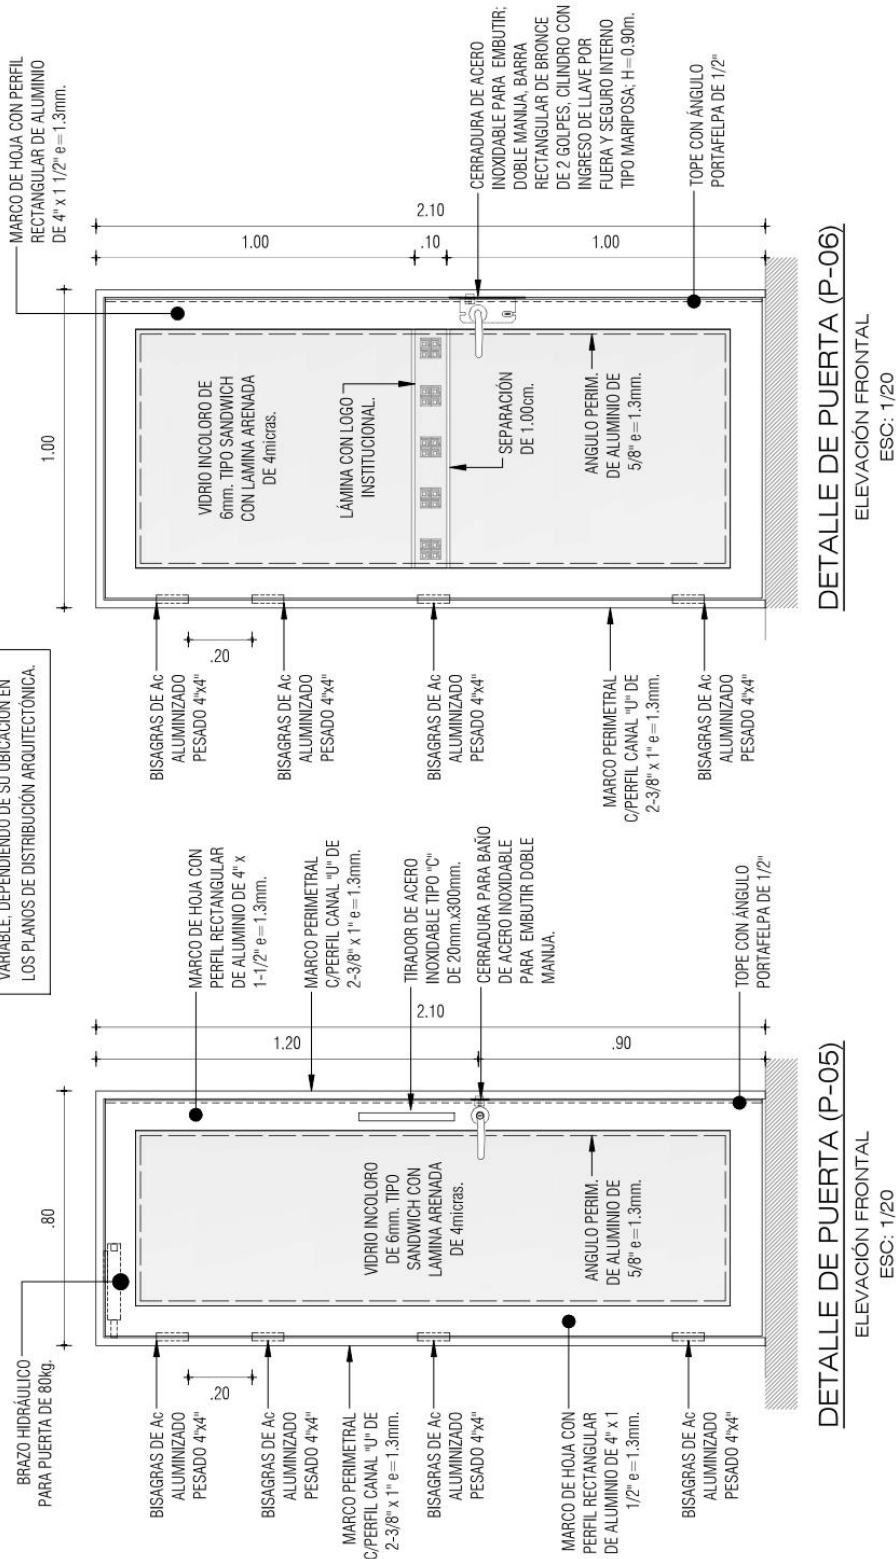 VARIABLE, DEPENDIENDO DE SU UBICACIÓN EN
LOS PLANOS DE DISTRIBUCIÓN ARQUITECTÓNICA.
BRAZO HIDRÁULICO
PARA PUERTA DE 80kg.
.80
MARCO DE HOJA CON
PERFIL RECTANGULAR
DE ALUMINIO DE 4" x
1-1/2" e=1.3mm.
BISAGRAS DE Ac
ALUMINIZADO
PESADO 4"x4"
.20
BISAGRAS DE Ac
ALUMINIZADO
PESADO 4"x4"
MARCO PERIMETRAL
C/PERFIL CANAL "U" DE
2-3/8" x 1" e=1.3mm.
BISAGRAS DE Ac
ALUMINIZADO
PESADO 4"x4"
MARCO DE HOJA CON
PERFIL RECTANGULAR
DE ALUMINIO DE 4" x 1
1/2" e=1.3mm.
BISAGRAS DE Ac
ALUMINIZADO
PESADO 4"x4"
VIDRIO INCOLORO
DE 6mm. TIPO
SANDWICH CON
LAMINA ARENADA
DE 4micras.
ANGULO PERIM.
DE ALUMINIO DE
5/8" e=1.3mm.
1.20
.90
2.10
MARCO PERIMETRAL
C/PERFIL CANAL "U" DE
2-3/8" x 1" e=1.3mm.
TIRADOR DE ACERO
INOXIDABLE TIPO "C"
DE 20mm.x300mm.
CERRADURA PARA BAÑO
DE ACERO INOXIDABLE
PARA EMBUTIR DOBLE
MANIJA.
TOPE CON ÁNGULO
PORTAFELPA DE 1/2"
DETALLE DE PUERTA (P-05)
ELEVACIÓN FRONTAL
ESC: 1/20
1.00
MARCO DE HOJA CON PERFIL
RECTANGULAR DE ALUMINIO
DE 4" x 1 1/2" e=1.3mm.
BISAGRAS DE Ac
ALUMINIZADO
PESADO 4"x4"
.20
BISAGRAS DE Ac
ALUMINIZADO
PESADO 4"x4"
BISAGRAS DE Ac
ALUMINIZADO
PESADO 4"x4"
MARCO PERIMETRAL
C/PERFIL CANAL "U" DE
2-3/8" x 1" e=1.3mm.
BISAGRAS DE Ac
ALUMINIZADO
PESADO 4"x4"
VIDRIO INCOLORO DE
6mm. TIPO SANDWICH
CON LAMINA ARENADA
DE 4micras.
LÁMINA CON LOGO
INSTITUCIONAL.
SEPARACIÓN
DE 1.00cm.
ANGULO PERIM.
DE ALUMINIO DE
5/8" e=1.3mm.
1.00
.10
1.00
2.10
CERRADURA DE ACERO
INOXIDABLE PARA EMBUTIR;
DOBLE MANIJA, BARRA
RECTANGULAR DE BRONCE
DE 2 GOLPES, CILINDRO CON
INGRESO DE LLAVE POR
FUERA Y SEGURO INTERNO
TIPO MARIPOSA; H=0.90m.
TOPE CON ÁNGULO
PORTAFELPA DE 1/2"
DETALLE DE PUERTA (P-06)
ELEVACIÓN FRONTAL
ESC: 1/20